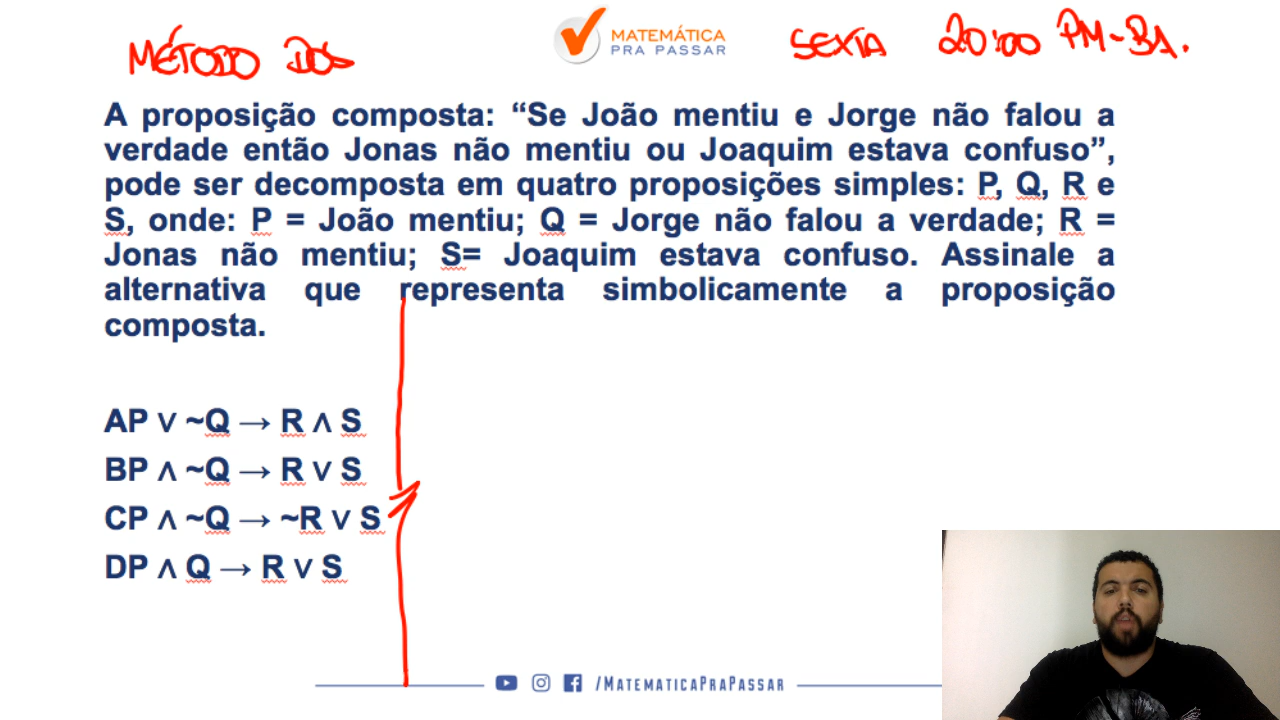 MÉTODO DOS
MATEMÁTICA
PRA PASSAR
SEXTA 20:00 PM-BA.
A proposição composta: “Se João mentiu e Jorge não falou a
verdade então Jonas não mentiu ou Joaquim estava confuso”,
pode ser decomposta em quatro proposições simples: P, Q, R e
S, onde: P = João mentiu; Q = Jorge não falou a verdade; R =
Jonas não mentiu; S= Joaquim estava confuso. Assinale a
alternativa que representa simbolicamente a proposição
composta.
AP ∨ ~Q → R ∧ S
BP ∧ ~Q → R ∨ S
CP ∧ ~Q → ~R ∨ S
DP ∧ Q → R ∨ S
/MATEMATICAPRAPASSAR